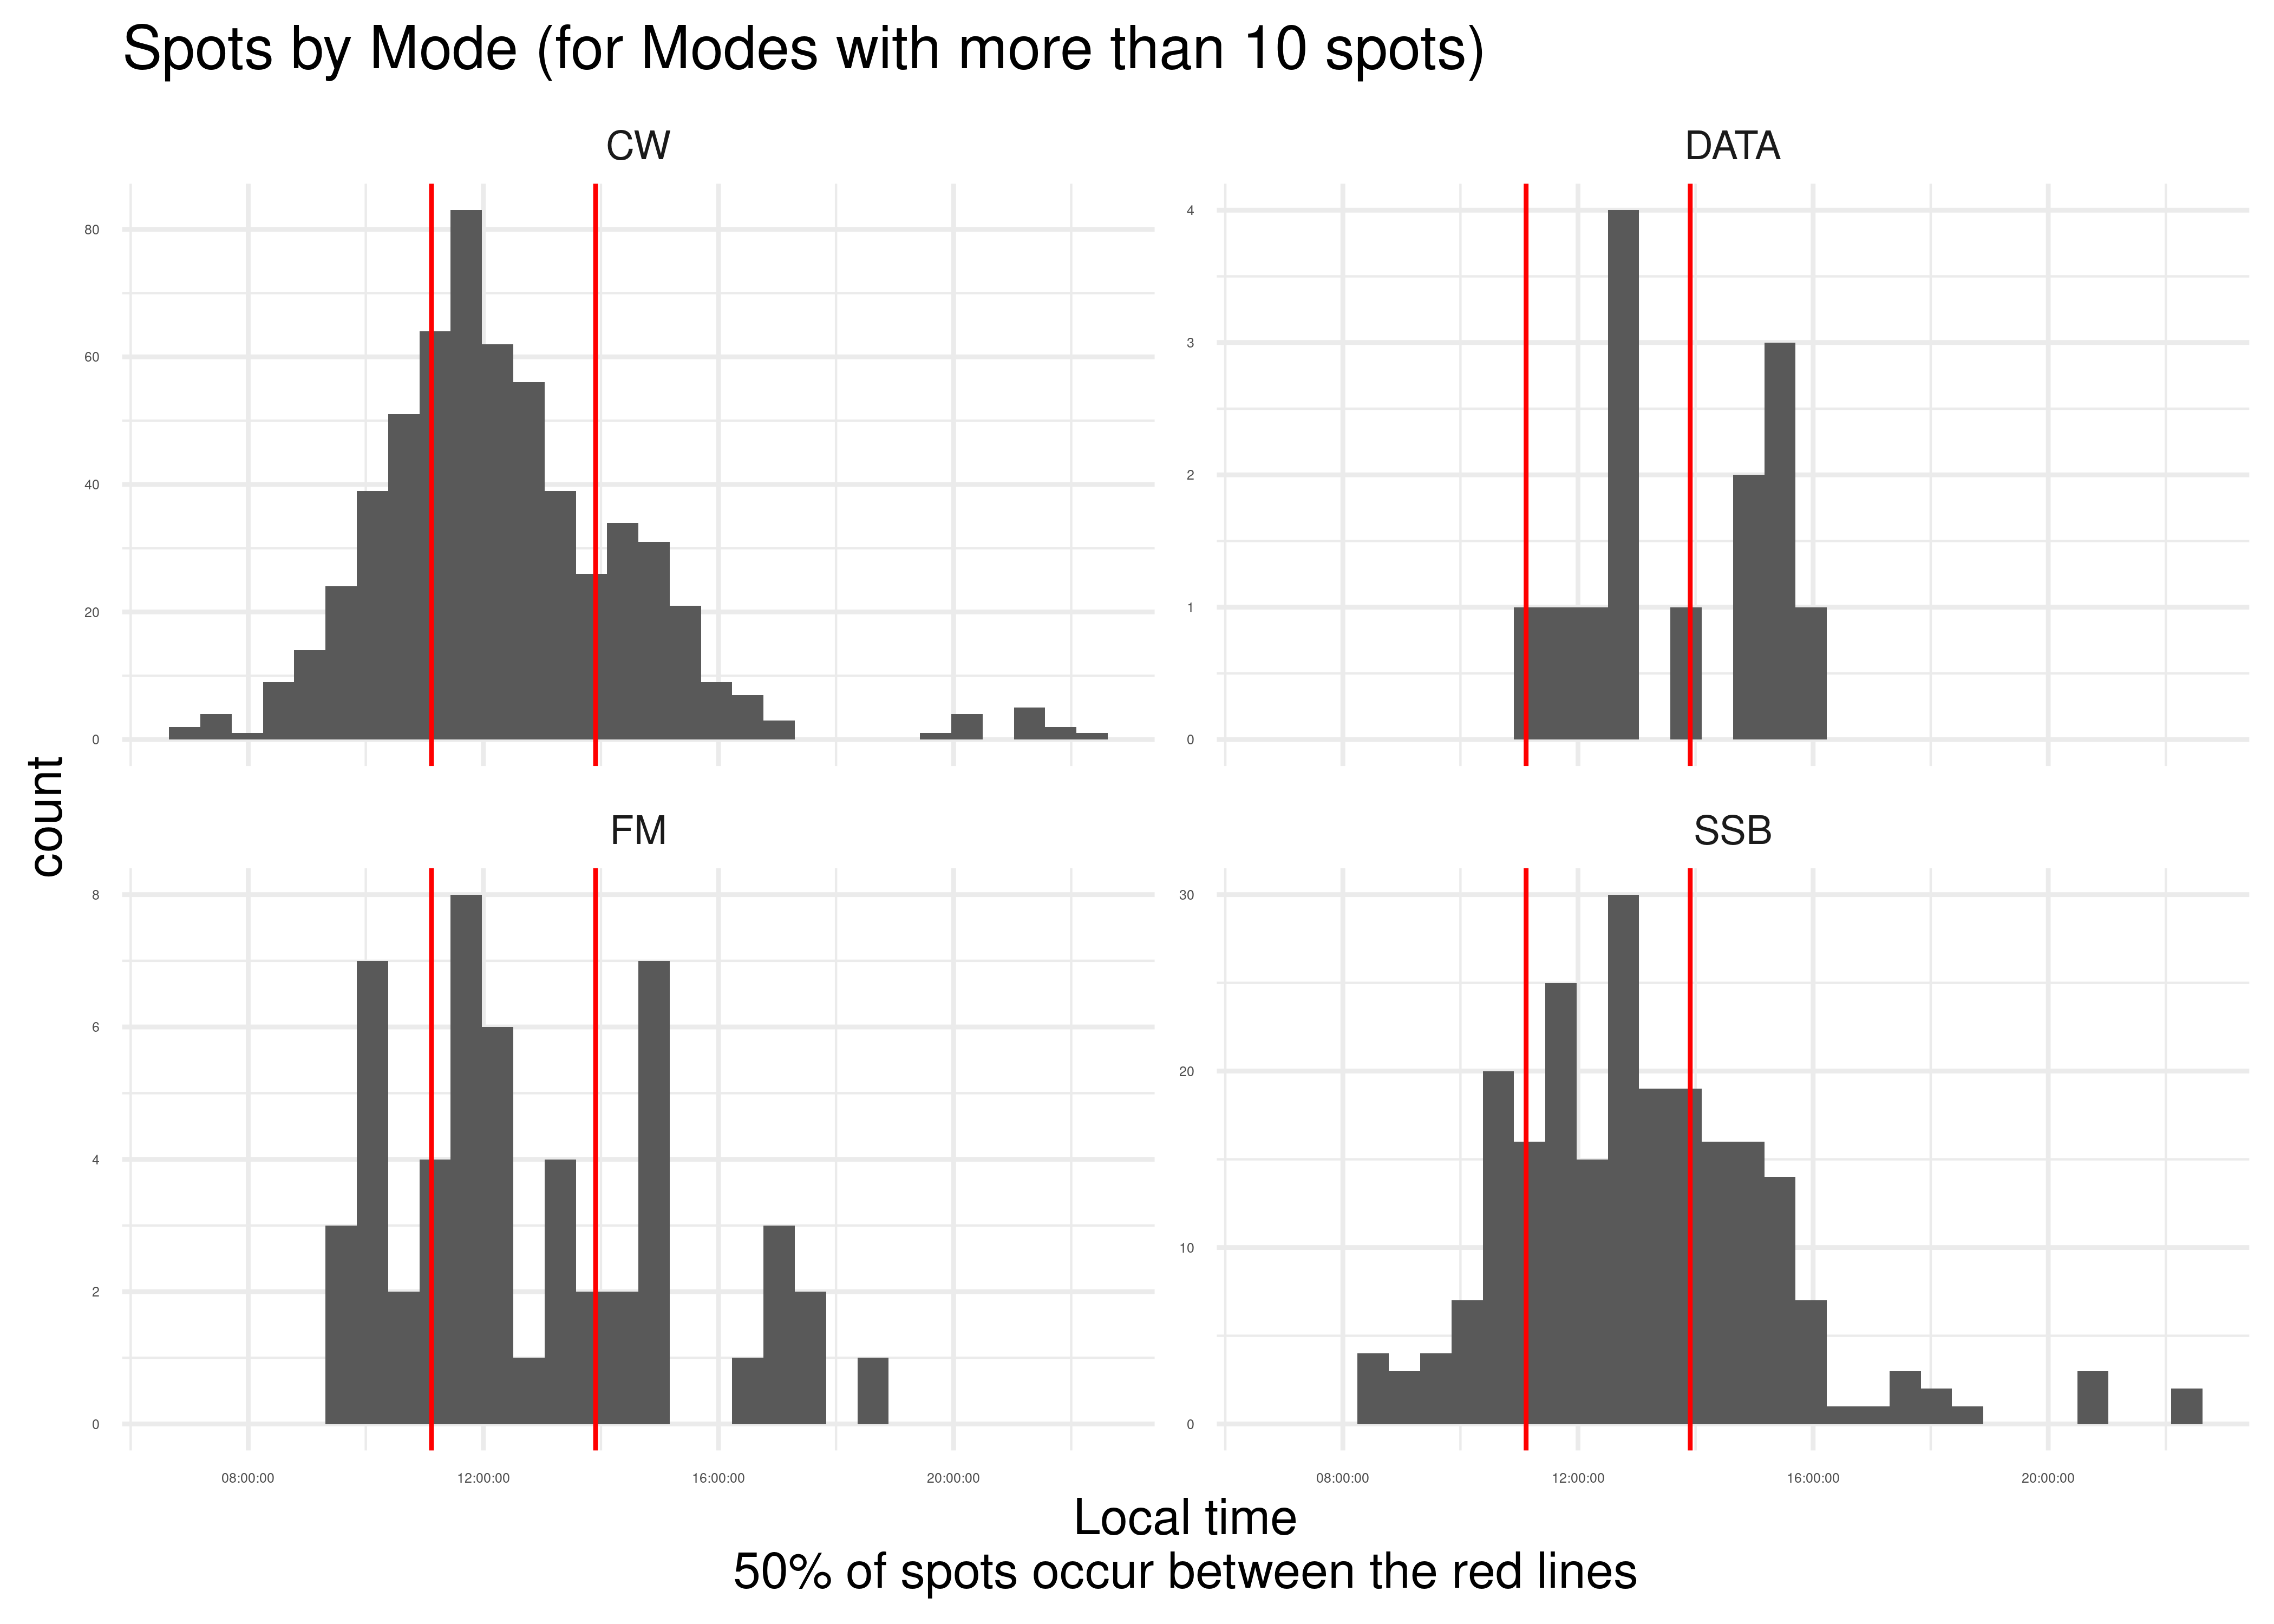 Spots by Mode (for Modes with more than 10 spots)
CW
DATA
80
60
40
20
0
4
3
2
1
0
count
FM
SSB
8
6
4
2
0
30
20
10
0
08:00:00 12:00:00 16:00:00 20:00:00
08:00:00 12:00:00 16:00:00 20:00:00
Local time
50% of spots occur between the red lines